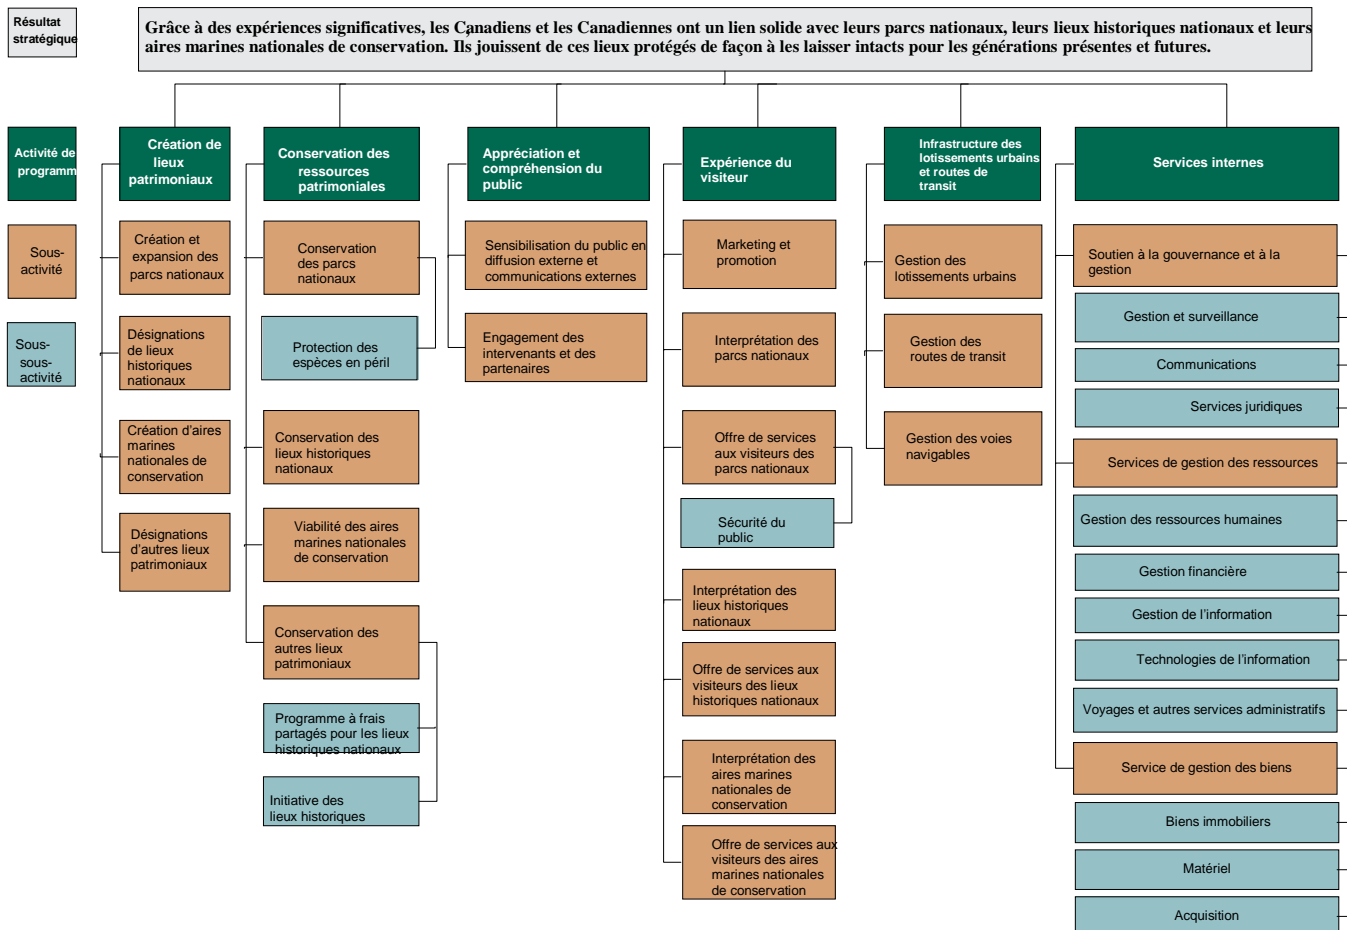 Résultat
stratégique
Grâce à des expériences significatives, les Canadiens et les Canadiennes ont un lien solide avec leurs parcs nationaux, leurs lieux historiques nationaux et leurs
aires marines nationales de conservation. Ils jouissent de ces lieux protégés de façon à les laisser intacts pour les générations présentes et futures.
Activité de
programm
Sous-
activité
Sous-
sous-
activité
Création de
lieux
patrimoniaux
Création et
expansion des
parcs nationaux
Désignations
de lieux
historiques
nationaux
Création d'aires
marines
nationales de
conservation
Désignations
d'autres lieux
patrimoniaux
Conservation des
ressources
patrimoniales
Conservation
des parcs
nationaux
Protection des
espèces en péril
Conservation des
lieux historiques
nationaux
Viabilité des aires
marines nationales
de conservation
Conservation des
autres lieux
patrimoniaux
Programme à frais
partagés pour les lieux
historiques nationaux
Initiative des
lieux historiques
Appréciation et
compréhension du
public
Sensibilisation du public en
diffusion externe et
communications externes
Engagement des
intervenants et des
partenaires
Expérience du
visiteur
Marketing et
promotion
Interprétation des
parcs nationaux
Offre de services
aux visiteurs des
parcs nationaux
Sécurité du
public
Interprétation des
lieux historiques
nationaux
Offre de services aux
visiteurs des lieux
historiques nationaux
Interprétation des
aires marines
nationales de
conservation
Offre de services aux
visiteurs des aires
marines nationales
de conservation
Infrastructure des
lotissements urbains
et routes de
transit
Gestion des
lotissements urbains
Gestion des
routes de transit
Gestion des voies
navigables
Services internes
Soutien à la gouvernance et à la
gestion
Gestion et surveillance
Communications
Services juridiques
Services de gestion des ressources
Gestion des ressources humaines
Gestion financière
Gestion de l'information
Technologies de l'information
Voyages et autres services administratifs
Service de gestion des biens
Biens immobiliers
Matériel
Acquisition